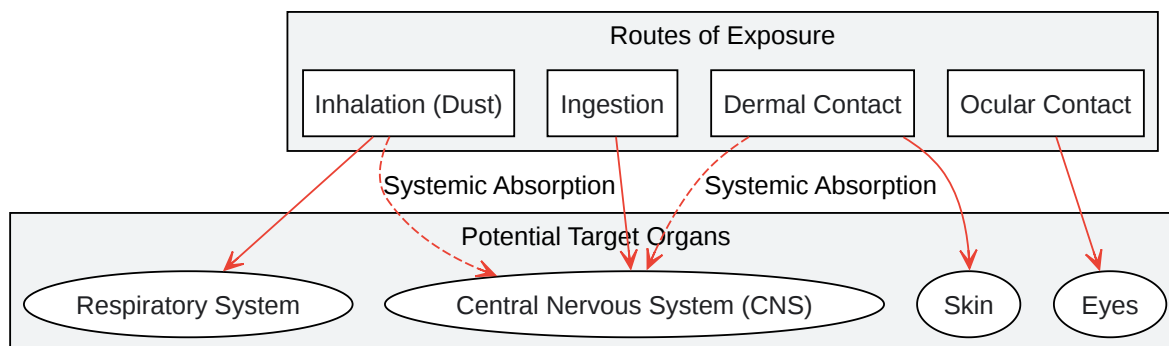 Routes of Exposure
Inhalation (Dust)
Ingestion
Dermal Contact
Ocular Contact
Systemic Absorption
Systemic Absorption
Potential Target Organs
Respiratory System
Central Nervous System (CNS)
Skin
Eyes